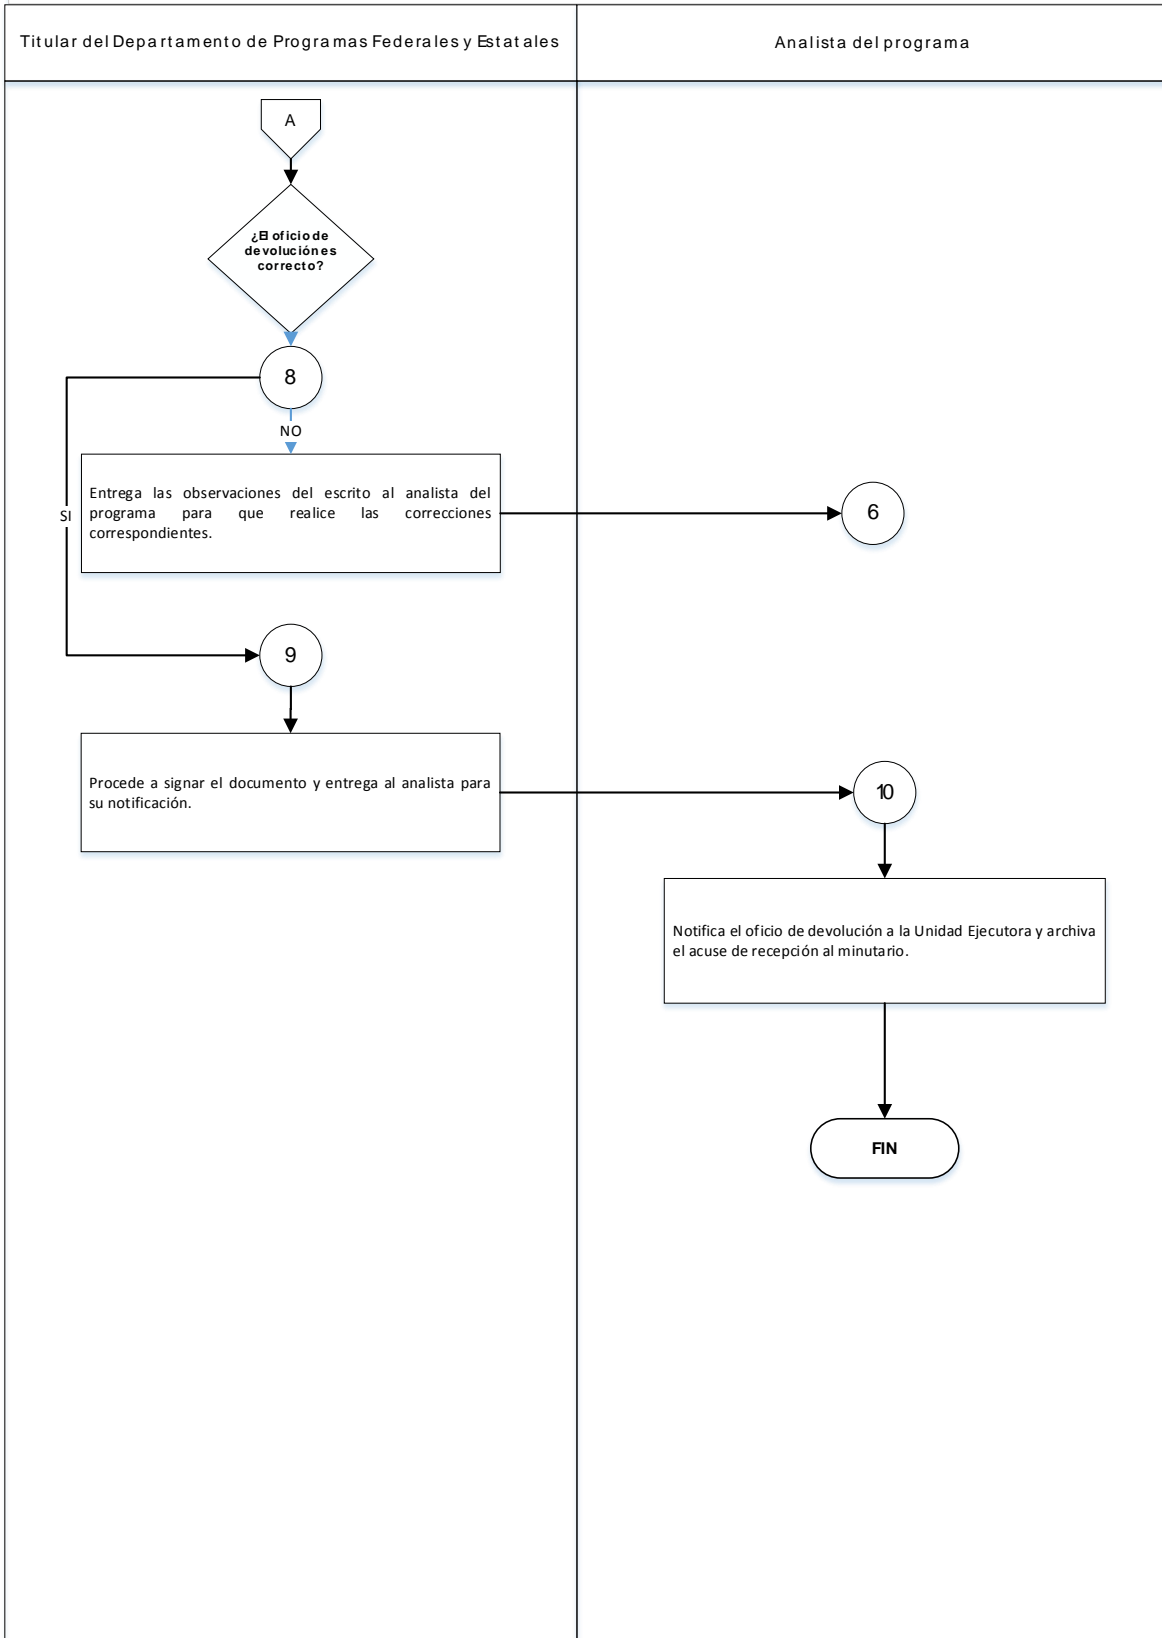 Titular del Departamento de Programas Federales y Estatales
Analista del programa
A
¿El oficio de
devolución es
correcto?
8
NO
Entrega las observaciones del escrito al analista del
programa para que realice las correcciones
correspondientes.
SI
6
9
Procede a signar el documento y entrega al analista para
su notificación.
10
Notifica el oficio de devolución a la Unidad Ejecutora y archiva
el acuse de recepción al minutario.
FIN